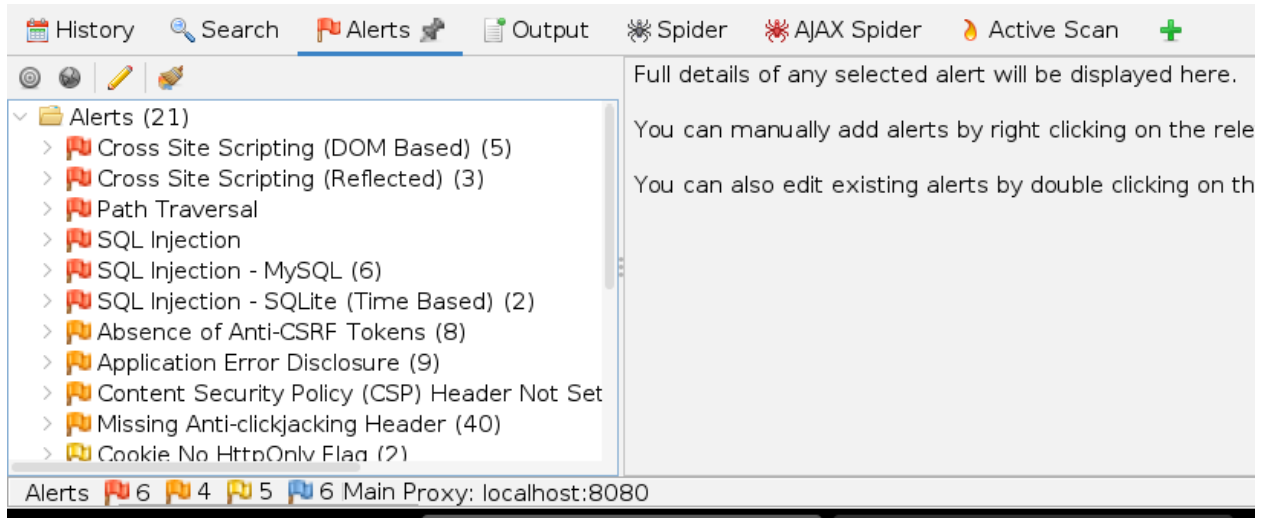 History Search Alerts Output Spider AJAX Spider Active Scan
Full details of any selected alert will be displayed here.
You can manually add alerts by right clicking on the rele
You can also edit existing alerts by double clicking on th
Alerts (21)
Cross Site Scripting (DOM Based) (5)
Cross Site Scripting (Reflected) (3)
Path Traversal
SQL Injection
SQL Injection - MySQL (6)
SQL Injection - SQLite (Time Based) (2)
Absence of Anti-CSRF Tokens (8)
Application Error Disclosure (9)
Content Security Policy (CSP) Header Not Set
Missing Anti-clickjacking Header (40)
Cookie No HttpOnly Flag (2)
Alerts 6 4 5 6 Main Proxy: localhost:8080